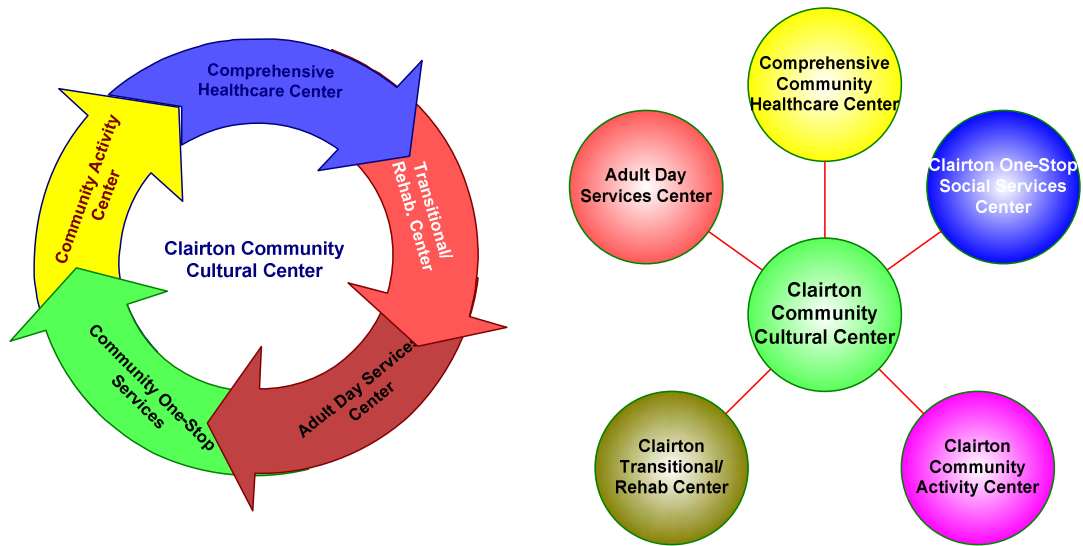 Comprehensive
Healthcare Center
Transitional/
Rehab. Center
Adult Day Services
Center
Community One-Stop
Services
Community Activity
Center
Clairton Community
Cultural Center
Comprehensive
Community
Healthcare Center
Adult Day
Services Center
Clairton One-Stop
Social Services
Center
Clairton
Community
Cultural Center
Clairton
Transitional/
Rehab Center
Clairton
Community
Activity Center